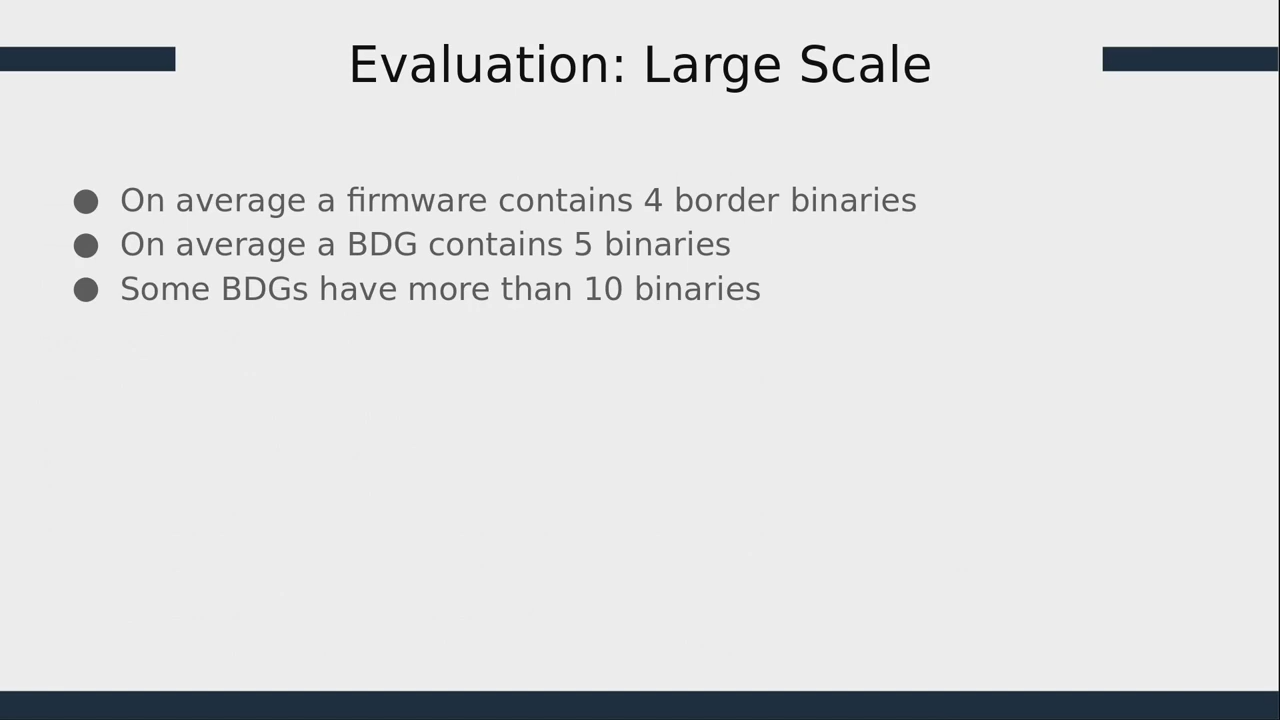 Evaluation: Large Scale
● On average a firmware contains 4 border binaries
● On average a BDG contains 5 binaries
● Some BDGs have more than 10 binaries